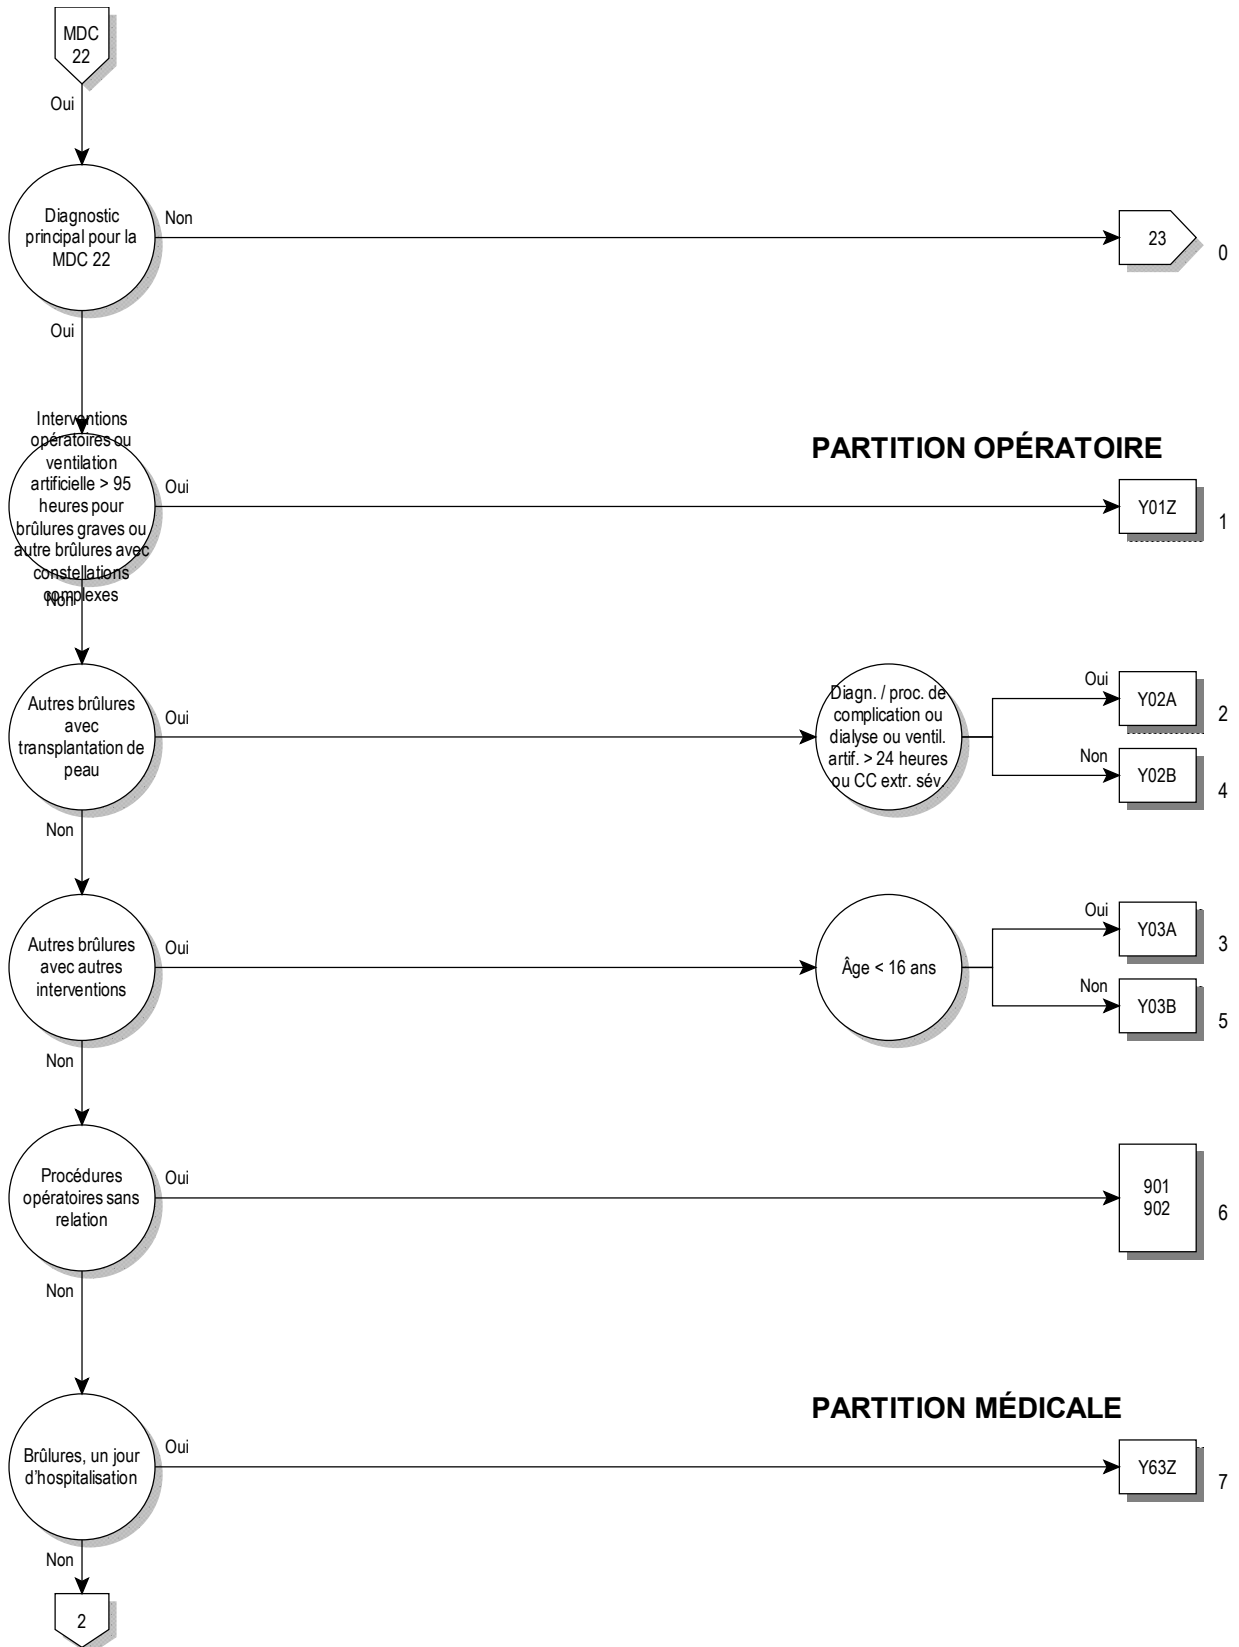 MDC
22
Oui
Diagnostic
principal pour la
MDC 22
Non
23
0
Oui
Interventions
opératoires ou
ventilation
artificielle > 95
heures pour
brûlures graves ou
autre brûlures avec
constellations
complexes
Oui
PARTITION OPÉRATOIRE
Y01Z
1
Non
Autres brûlures
avec
transplantation de
peau
Oui
Diagn. / proc. de
complication ou
dialyse ou ventil.
artif. > 24 heures
ou CC extr. sév.
Oui
Y02A
2
Non
Y02B
4
Non
Autres brûlures
avec autres
interventions
Oui
Âge < 16 ans
Oui
Y03A
3
Non
Y03B
5
Non
Procédures
opératoires sans
relation
Oui
901
902
6
Non
PARTITION MÉDICALE
Brûlures, un jour
d'hospitalisation
Oui
Y63Z
7
Non
2